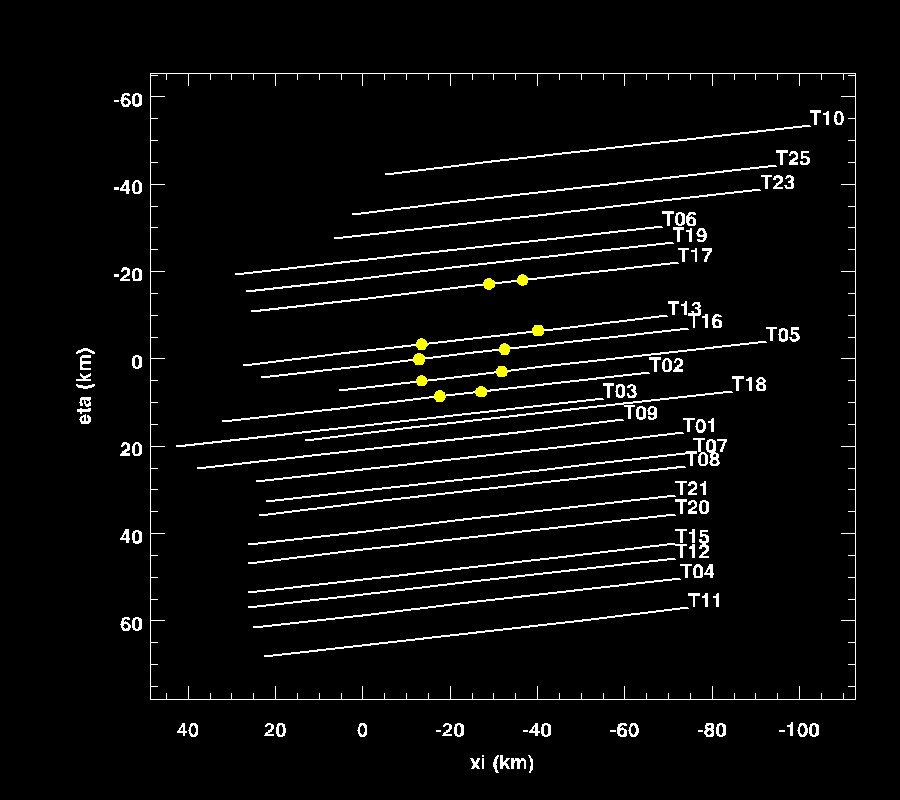 T10
-60
T25
T23
-40
T06
T19
T17
-20
T13
T16
T05
0
T02
T18
T03
T09
T01
20
T07
T08
T21
T20
40
T15
T12
T04
T11
60
eta (km)
40 20 0 -20 -40 -60 -80 -100
xi (km)